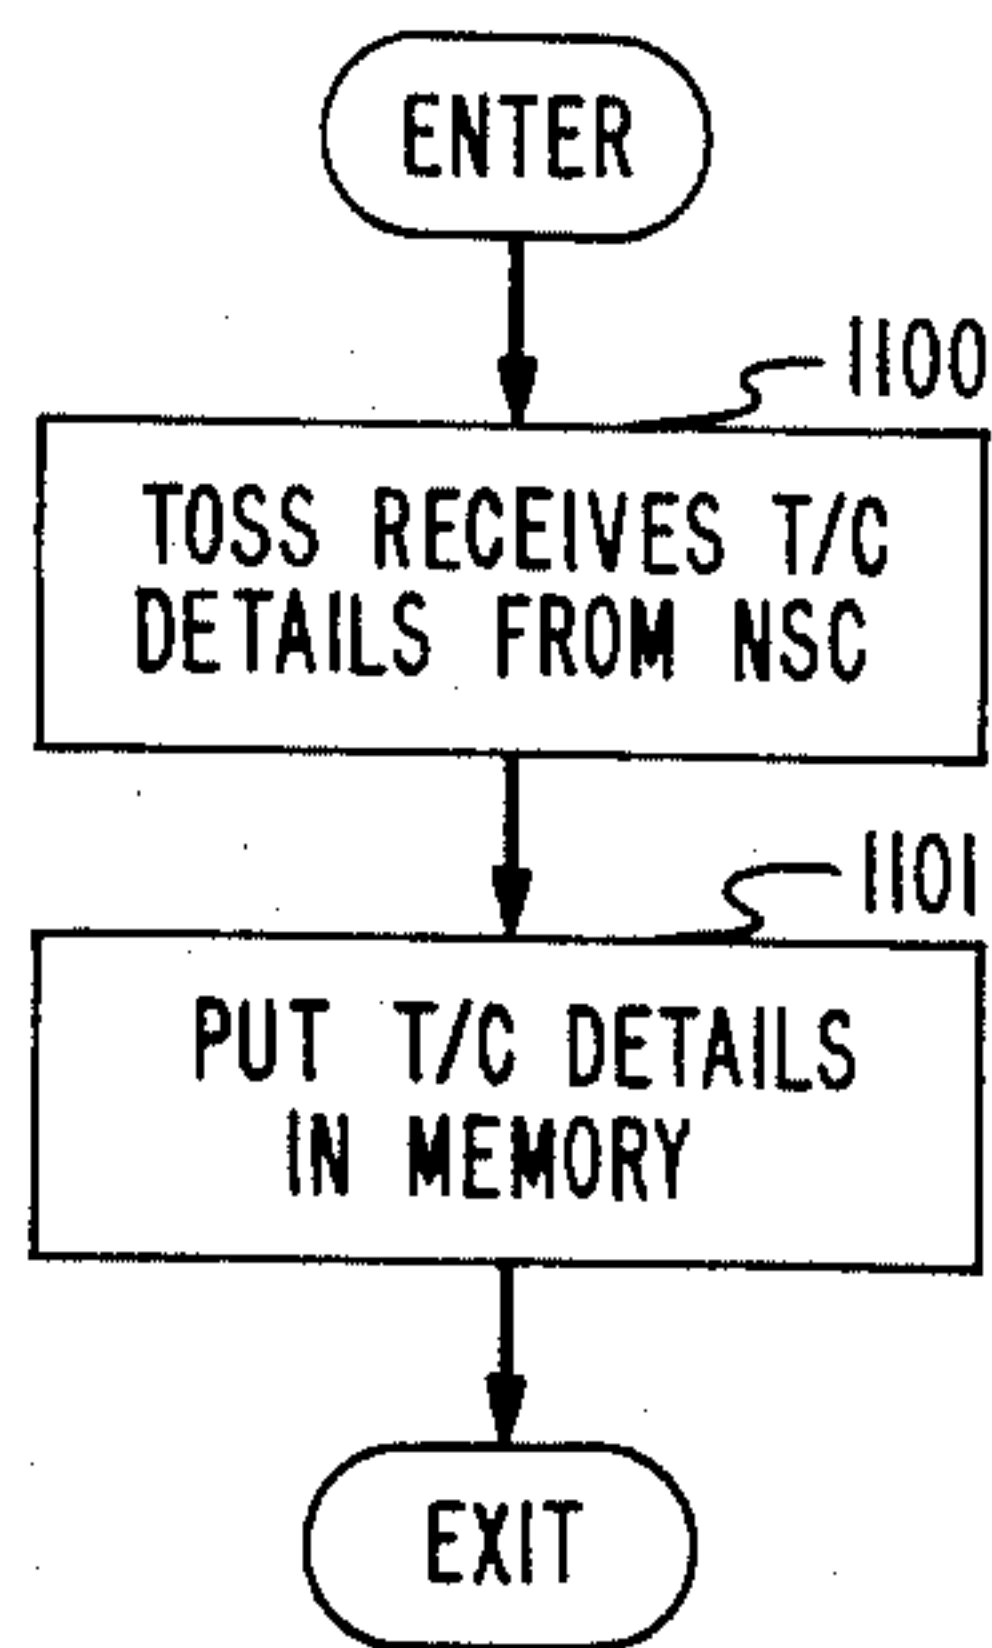 ENTER
1100
TOSS RECEIVES T/C
DETAILS FROM NSC
1101
PUT T/C DETAILS
IN MEMORY
EXIT